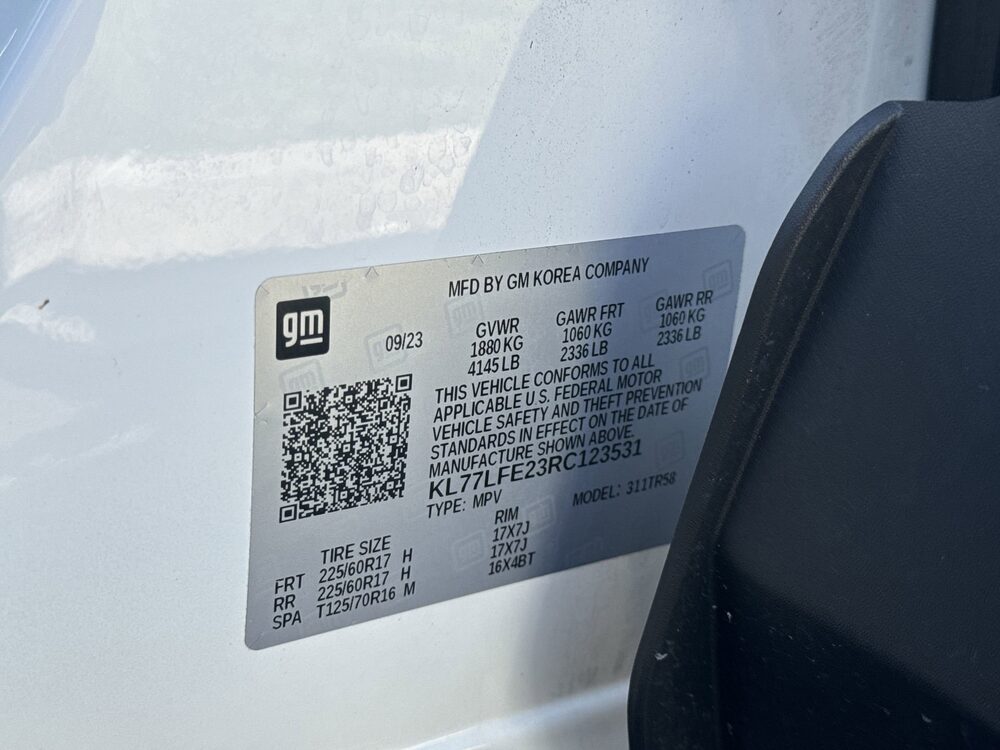 MFD BY GM KOREA COMPANY
gm
09/23
GVWR
1880 KG
4145 LB
GAWR FRT
1060 KG
2336 LB
GAWR RR
1060 KG
2336 LB
THIS VEHICLE CONFORMS TO ALL
APPLICABLE U.S. FEDERAL MOTOR
VEHICLE SAFETY AND THEFT PREVENTION
STANDARDS IN EFFECT ON THE DATE OF
MANUFACTURE SHOWN ABOVE.
KL77LFE23RC123531
TYPE: MPV MODEL: 311TR58
TIRE SIZE RIM
FRT 225/60R17 H 17X7J
RR 225/60R17 H 17X7J
SPA T125/70R16 M 16X4BT